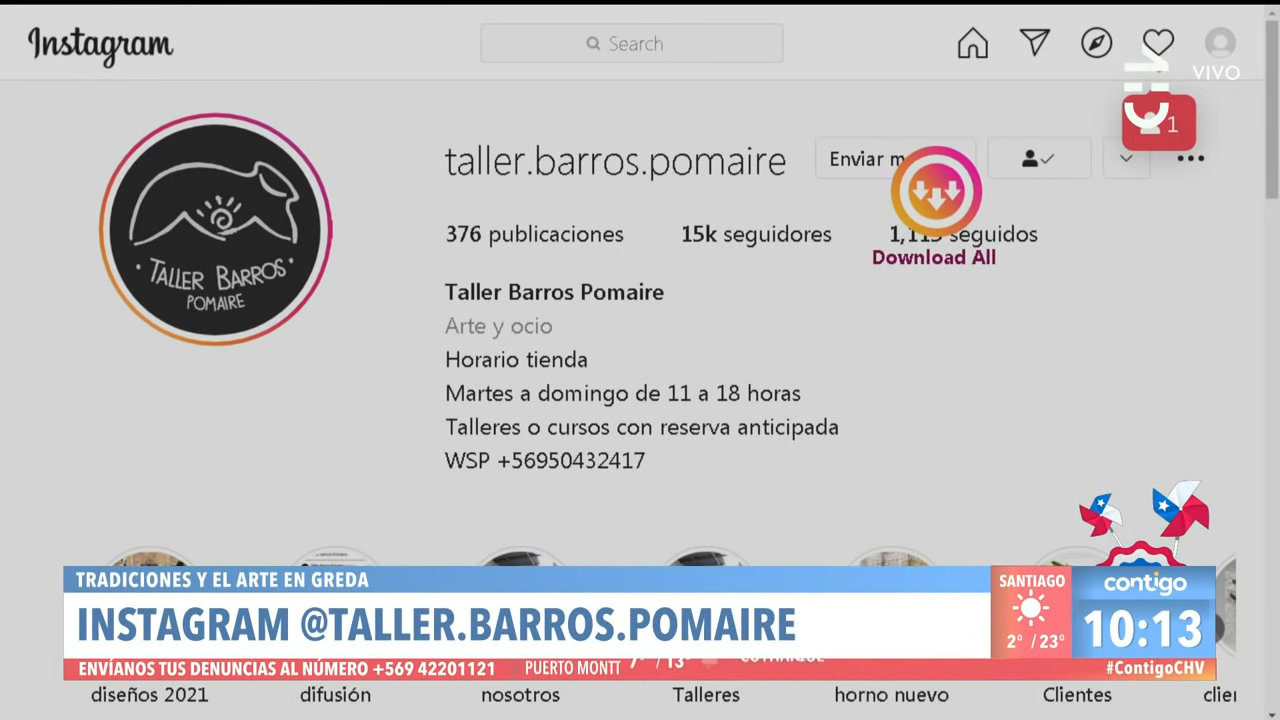 Instagram
Search
VIVO
1
taller.barros.pomaire
Enviar m
376 publicaciones
15k seguidores
seguidos
Download All
TALLER BARROS
POMAIRE
Taller Barros Pomaire
Arte y ocio
Horario tienda
Martes a domingo de 11 a 18 horas
Talleres o cursos con reserva anticipada
WSP +56950432417
TRADICIONES Y EL ARTE EN GREDA
INSTAGRAM @TALLER.BARROS.POMAIRE
SANTIAGO
2° / 23°
contigo
10:13
ENVÍANOS TUS DENUNCIAS AL NÚMERO +569 42201121
PUERTO MONTT
7° / 13°
#ContigoCHV
diseños 2021
difusión
nosotros
Talleres
horno nuevo
Clientes
clier